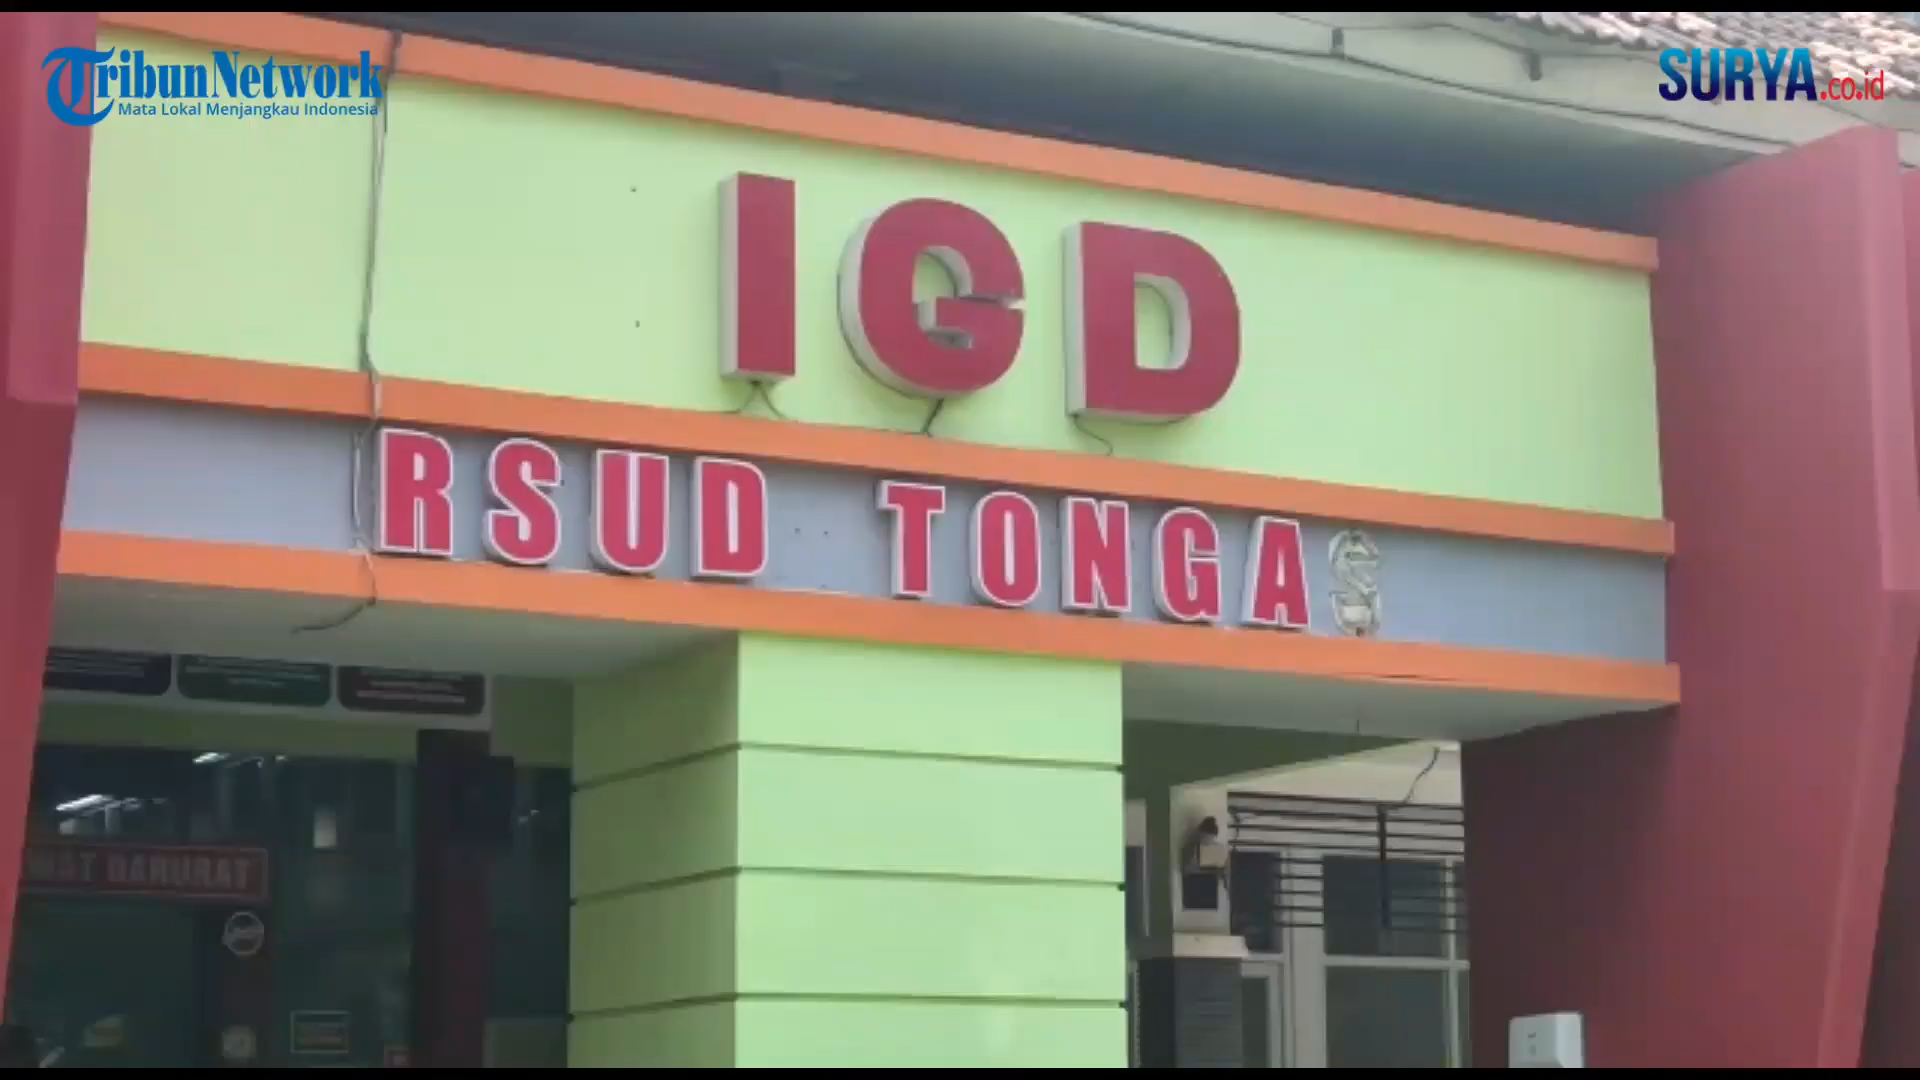 TribunNetwork
Mata Lokal Menjangkau Indonesia
SURYA.co.id
IGD
RSUD TONGAS
DARURAT